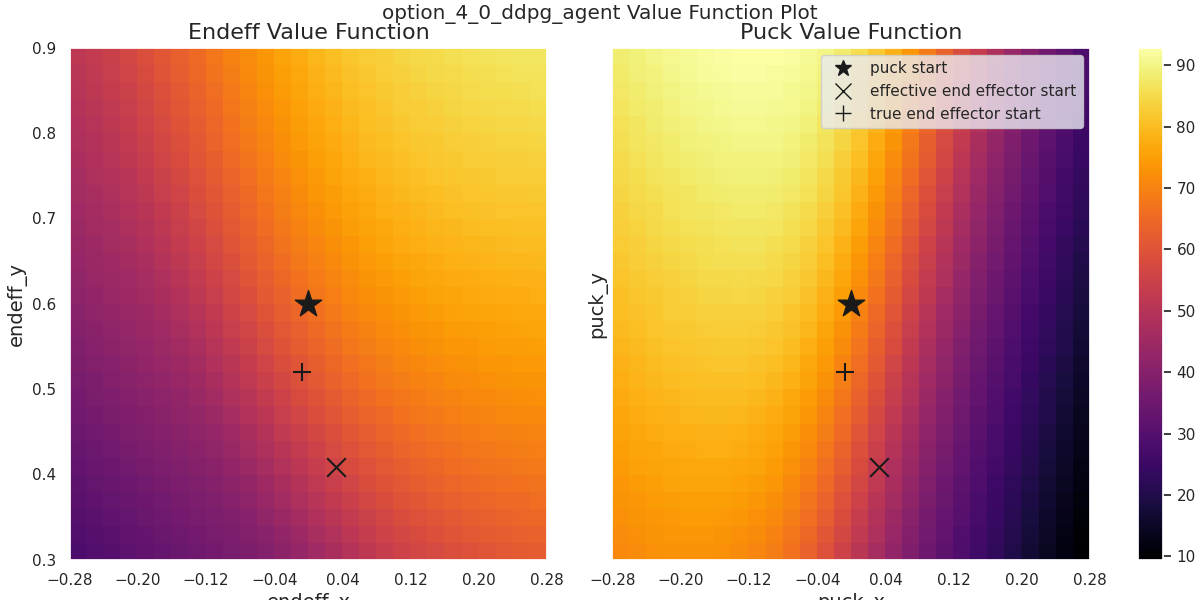 option_4_0_ddpg_agent Value Function Plot
Endeff Value Function
Puck Value Function
0.9
0.8
0.7
0.6
0.5
0.4
0.3
endeff_y
−0.28 −0.20 −0.12 −0.04 0.04 0.12 0.20 0.28
endeff_x
puck_y
puck start
effective end effector start
true end effector start
−0.28 −0.20 −0.12 −0.04 0.04 0.12 0.20 0.28
puck_x
90
80
70
60
50
40
30
20
10